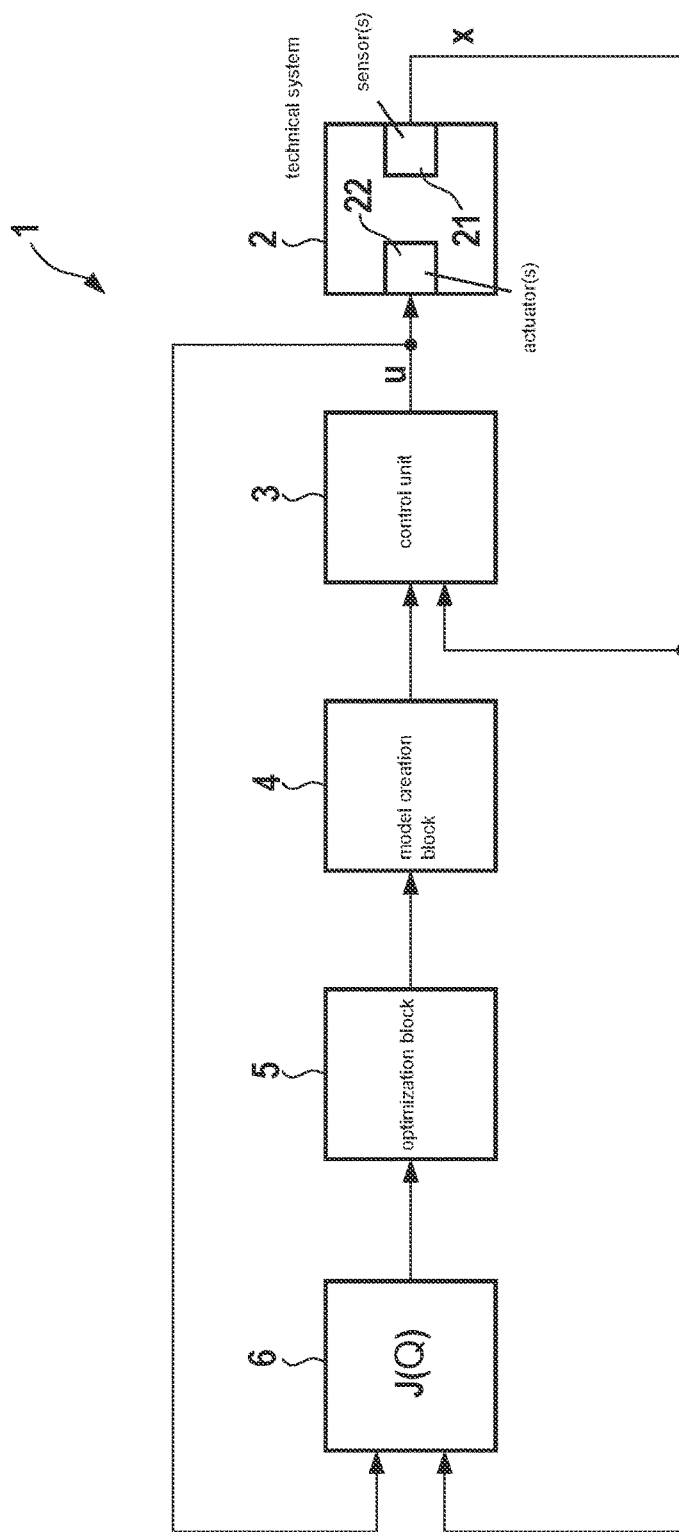 1
technical system
sensor(s)
x
2
22
21
actuator(s)
u
3
control unit
4
model creation
block
5
optimization block
6
J(Q)